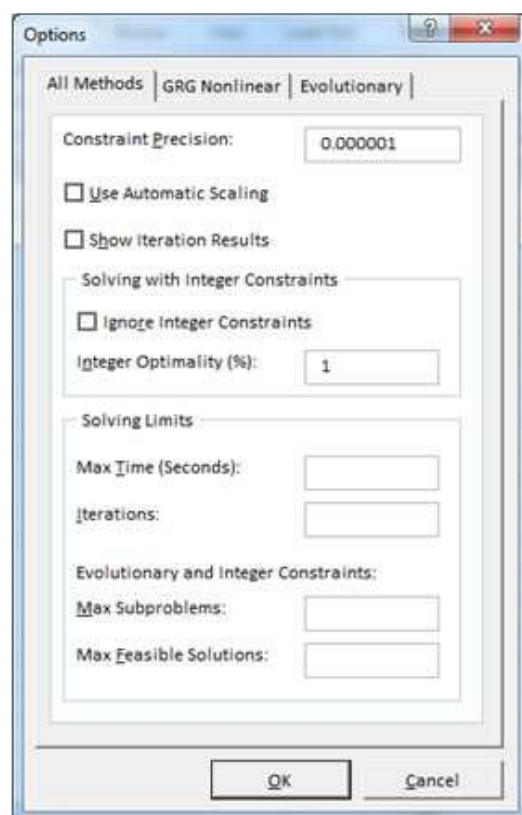 Options
All Methods GRG Nonlinear Evolutionary
Constraint Precision: 0.000001
Use Automatic Scaling
Show Iteration Results
Solving with Integer Constraints
Ignore Integer Constraints
Integer Optimality (%): 1
Solving Limits
Max Time (Seconds):
Iterations:
Evolutionary and Integer Constraints:
Max Subproblems:
Max Feasible Solutions:
OK Cancel